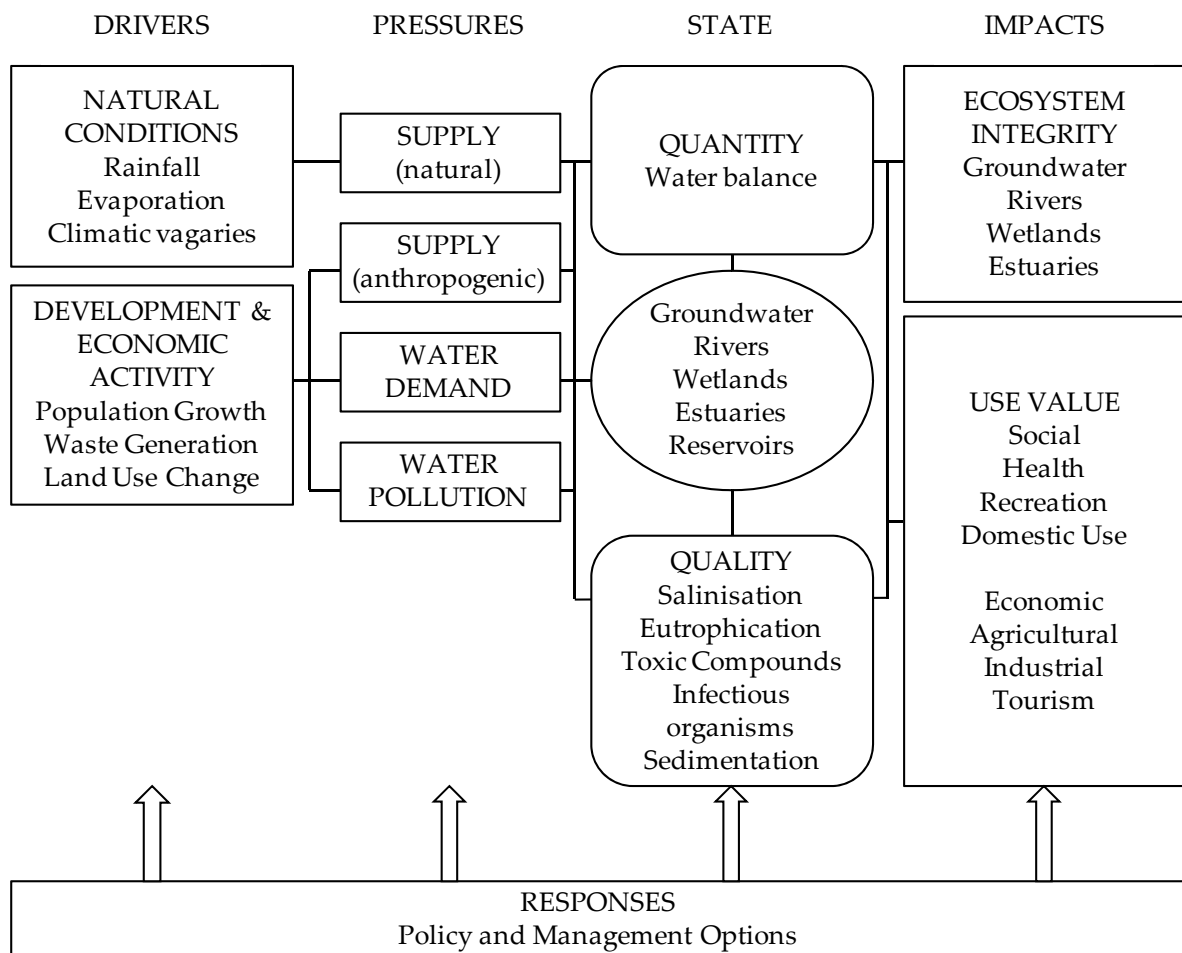 DRIVERS
PRESSURES
STATE
IMPACTS
NATURAL
CONDITIONS
Rainfall
Evaporation
Climatic vagaries
DEVELOPMENT &
ECONOMIC
ACTIVITY
Population Growth
Waste Generation
Land Use Change
SUPPLY
(natural)
SUPPLY
(anthropogenic)
WATER
DEMAND
WATER
POLLUTION
QUANTITY
Water balance
Groundwater
Rivers
Wetlands
Estuaries
Reservoirs
QUALITY
Salinisation
Eutrophication
Toxic Compounds
Infectious
organisms
Sedimentation
ECOSYSTEM
INTEGRITY
Groundwater
Rivers
Wetlands
Estuaries
USE VALUE
Social
Health
Recreation
Domestic Use
Economic
Agricultural
Industrial
Tourism
RESPONSES
Policy and Management Options